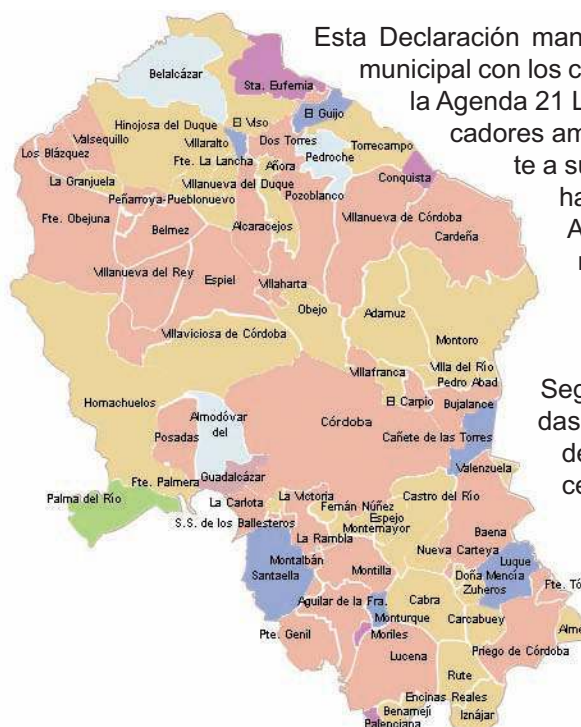 Esta Declaración man
municipal con los c
la Agenda 21 L
cadores am
te a su
ha
A
Seg
das
de
ce
Belalcázar
Sta. Eufemia
El Guijo
Hinojosa del Duque
El Viso
Valsequillo
Villaralto
Dos Torres
Torrecampo
Los Blázquez
Fte. La Lancha
Añora
Pedroche
La Granjuela
Villanueva del Duque
Conquista
Peñarroya-Pueblonuevo
Pozoblanco
Fte. Obejuna
Belmez
Alcaracejos
Villanueva de Córdoba
Cardeña
Villanueva del Rey
Espiel
Villaharta
Obejo
Adamuz
Villaviciosa de Córdoba
Montoro
Villafranca
Villa del Río
Pedro Abad
Hornachuelos
Almodóvar
del
El Carpio
Bujalance
Posadas
Córdoba
Cañete de las Torres
Fte. Palmera
Guadalcázar
Valenzuela
Palma del Río
La Carlota
La Victoria
Castro del Río
Fernán Núñez
S.S. de los Ballesteros
Espejo
Montemayor
Baena
La Rambla
Nueva Carteya
Montalbán
Luque
Santaella
Montilla
Doña Mencía
Zuheros
Fte. Tó
Aguilar de la Fra.
Cabra
Monturque
Carcabuey
Alme
Pte. Genil
Moriles
Priego de Córdoba
Lucena
Rute
Encinas Reales
Benamejí
Iznájar
Palenciana